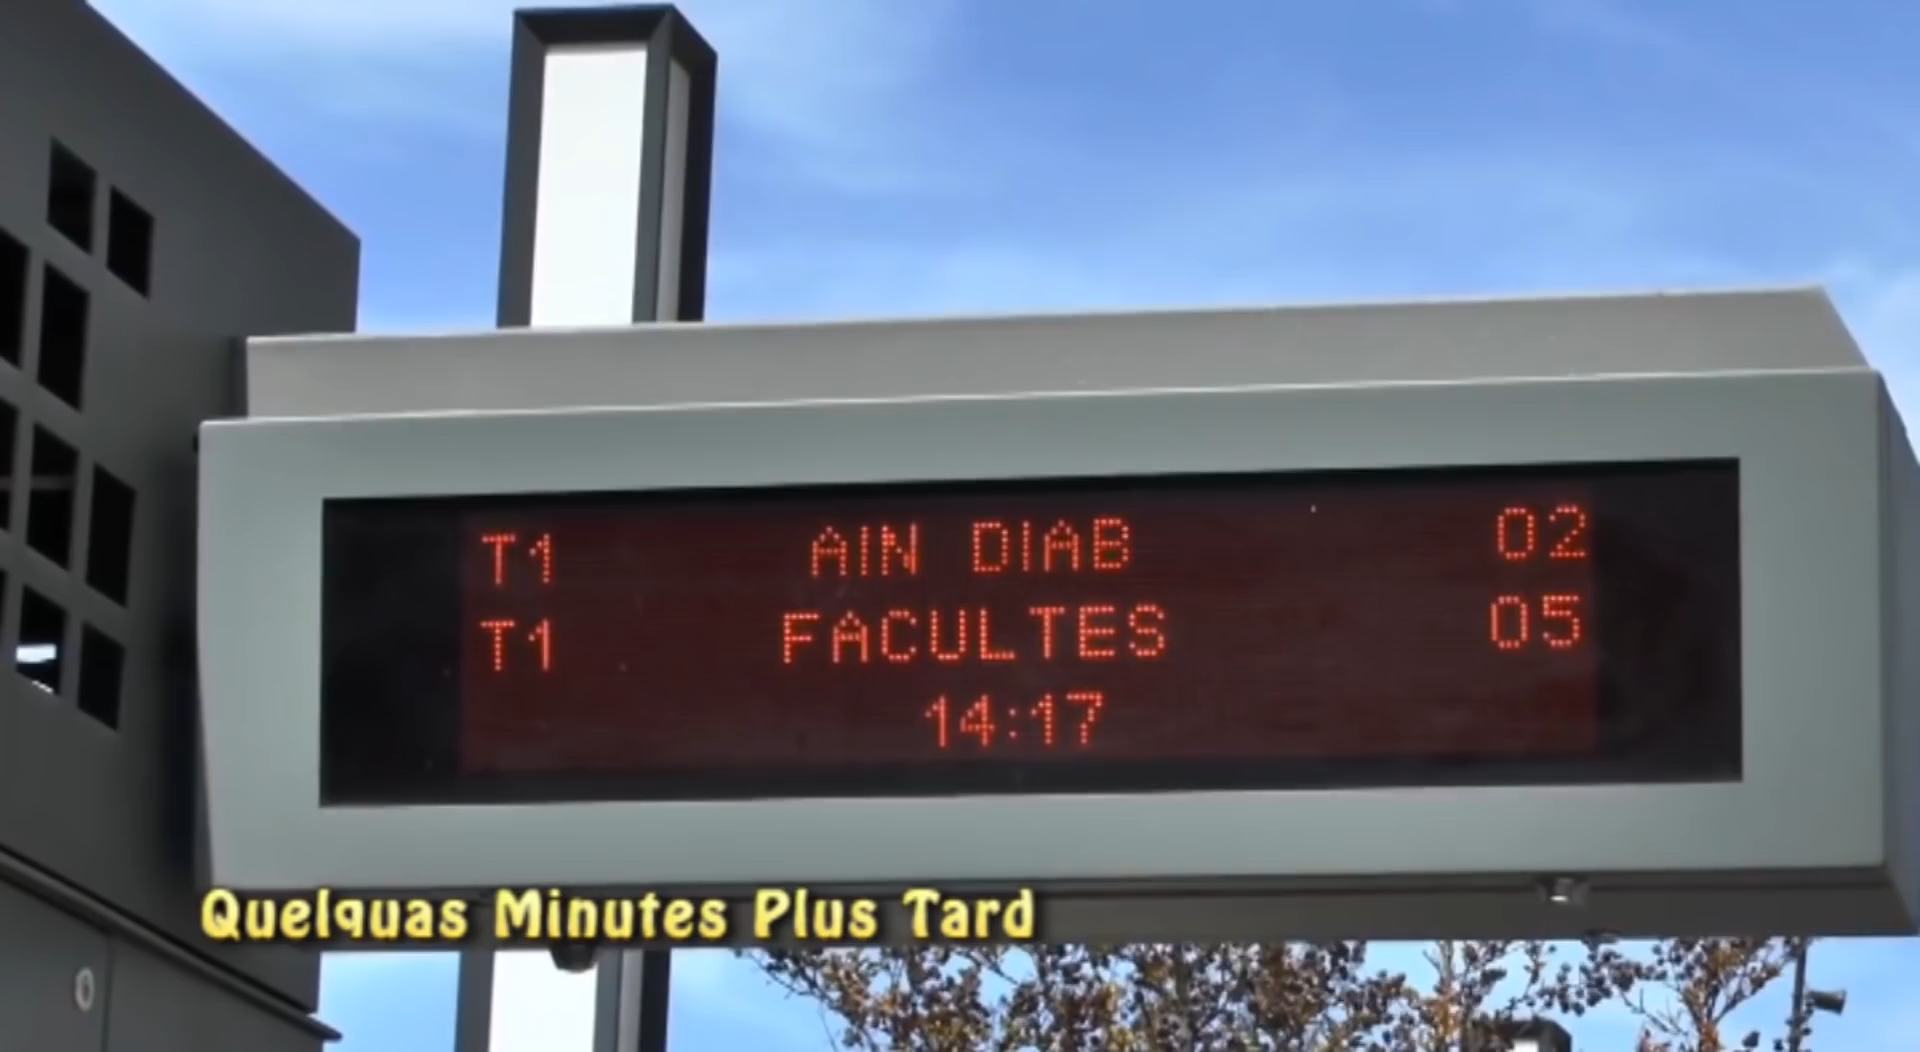 T1 AIN DIAB 02
T1 FACULTES 05
14:17
Quelquas Minutes Plus Tard